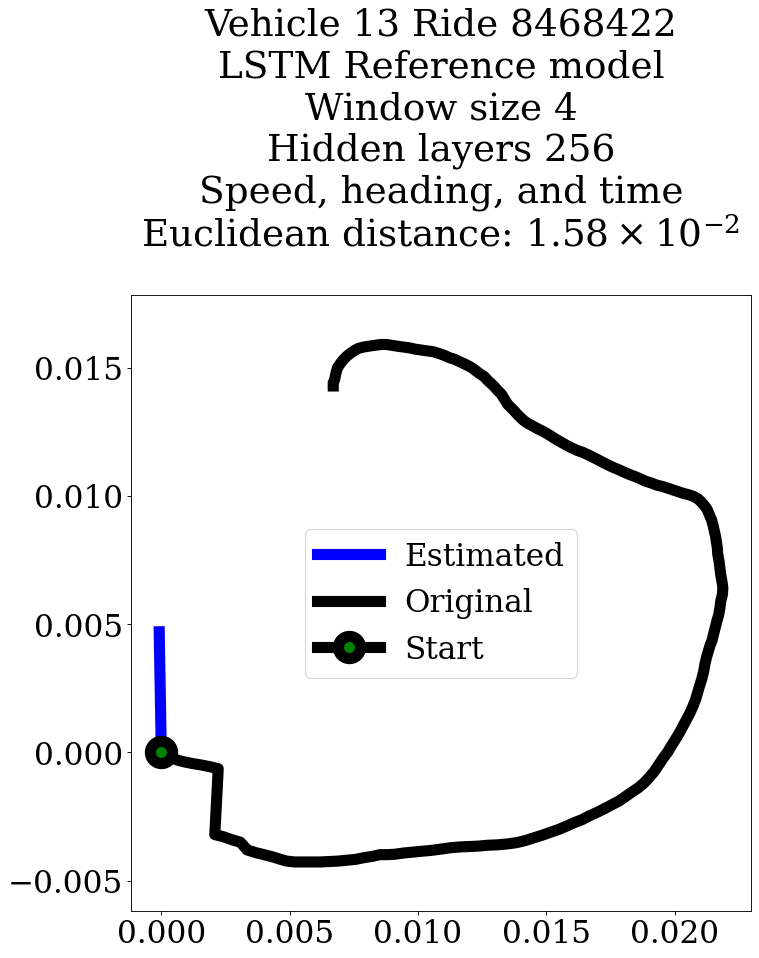 Vehicle 13 Ride 8468422
LSTM Reference model
Window size 4
Hidden layers 256
Speed, heading, and time
Euclidean distance: 1.58 × 10⁻²
0.015
0.010
0.005
0.000
−0.005
Estimated
Original
Start
0.000 0.005 0.010 0.015 0.020